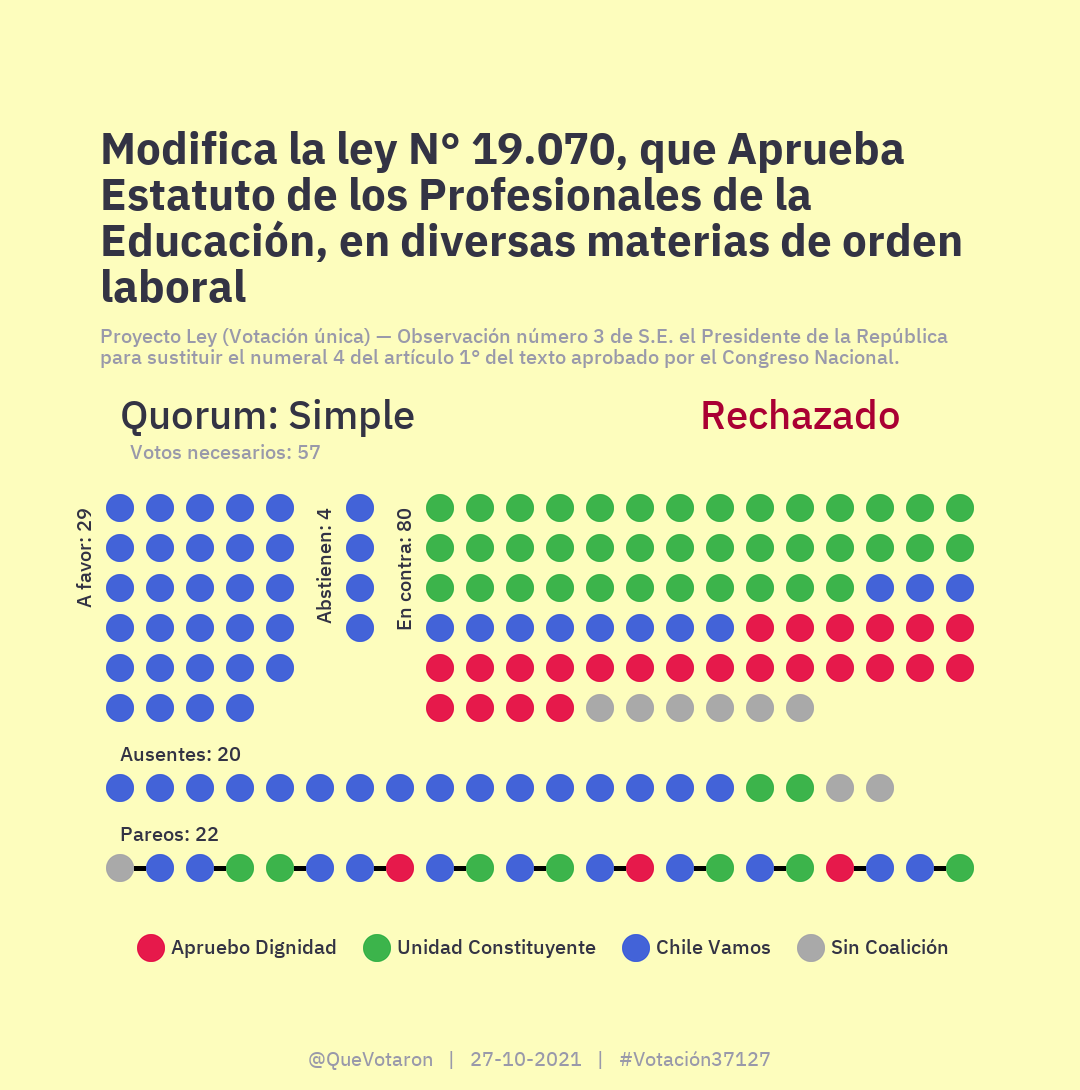 Modifica la ley N° 19.070, que Aprueba
Estatuto de los Profesionales de la
Educación, en diversas materias de orden
laboral
Proyecto Ley (Votación única) — Observación número 3 de S.E. el Presidente de la República
para sustituir el numeral 4 del artículo 1° del texto aprobado por el Congreso Nacional.
Quorum: Simple
Rechazado
Votos necesarios: 57
A favor: 29
Abstienen: 4
En contra: 80
Ausentes: 20
Pareos: 22
Apruebo Dignidad
Unidad Constituyente
Chile Vamos
Sin Coalición
@QueVotaron | 27-10-2021 | #Votación37127